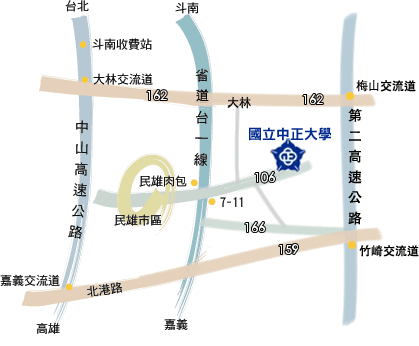 台北
斗南
斗南收費站
大林交流道
162
省道台一線
大林
162
梅山交流道
中山高速公路
國立中正大學
第二高速公路
民雄肉包
106
7-11
民雄市區
166
159
竹崎交流道
嘉義交流道
北港路
高雄
嘉義